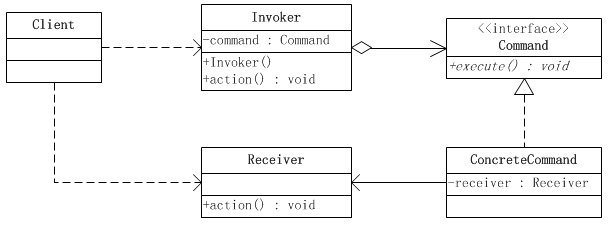 Client
Invoker
-command : Command
+Invoker()
+action() : void
<<interface>>
Command
+execute() : void
Receiver
+action() : void
ConcreteCommand
-receiver : Receiver